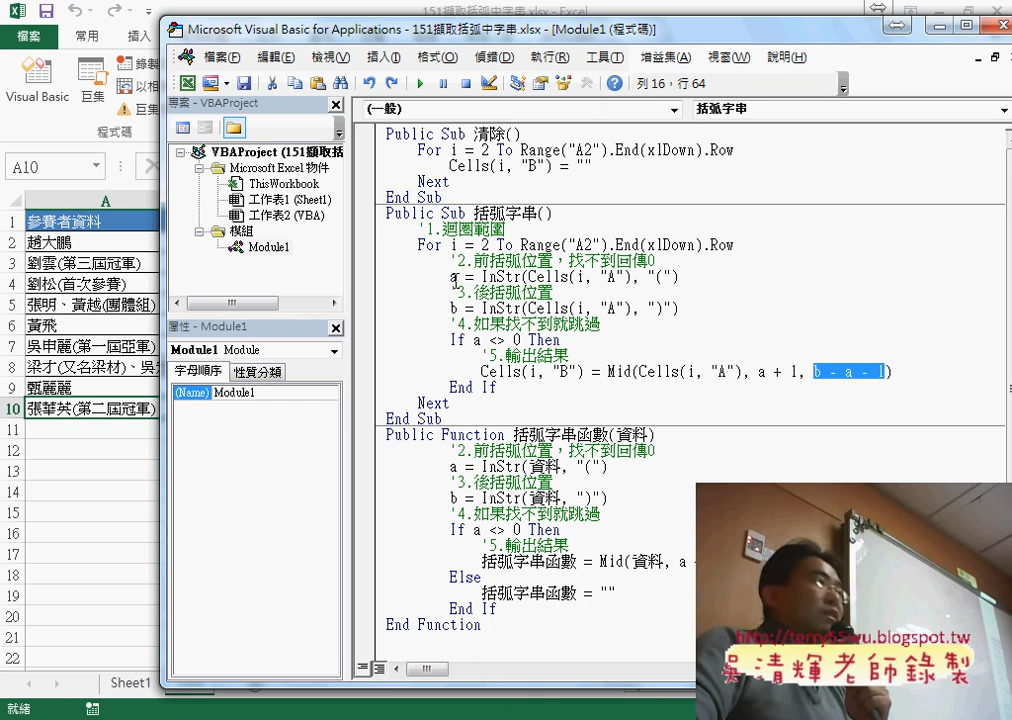 151擷取括弧中字串.xlsx - Excel
檔案
常用
插入
Visual Basic
巨集
程式碼
A10
A
1 參賽者資料
2 趙大鵬
3 劉雲(第三屆冠軍)
4 劉松(首次參賽)
5 張明、黃越(團體組)
6 黃飛
7 吳申麗(第一屆亞軍)
8 梁才(又名梁材)、吳
9 甄麗麗
10 張華英(第二屆冠軍)
11
12
13
14
15
16
17
18
19
20
21
22
Sheet1
就緒
Microsoft Visual Basic for Applications - 151擷取括弧中字串.xlsx - [Module1 (程式碼)]
檔案(F) 編輯(E) 檢視(V) 插入(I) 格式(O) 偵錯(D) 執行(R) 工具(T) 增益集(A) 視窗(W) 說明(H)
列 16，行 64
專案 - VBAProject
VBAProject (151擷取括
Microsoft Excel 物件
ThisWorkbook
工作表1 (Sheet1)
工作表2 (VBA)
模組
Module1
屬性 - Module1
Module1 Module
字母順序 性質分類
(Name) Module1
(一般) 括弧字串
Public Sub 清除()
For i = 2 To Range("A2").End(xlDown).Row
Cells(i, "B") = ""
Next
End Sub
Public Sub 括弧字串()
'1.迴圈範圍
For i = 2 To Range("A2").End(xlDown).Row
'2.前括弧位置，找不到回傳0
a = InStr(Cells(i, "A"), "(")
'3.後括弧位置
b = InStr(Cells(i, "A"), ")")
'4.如果找不到就跳過
If a <> 0 Then
'5.輸出結果
Cells(i, "B") = Mid(Cells(i, "A"), a + 1, b - a - 1)
End If
Next
End Sub
Public Function 括弧字串函數(資料)
'2.前括弧位置，找不到回傳0
a = InStr(資料, "(")
'3.後括弧位置
b = InStr(資料, ")")
'4.如果找不到就跳過
If a <> 0 Then
'5.輸出結果
括弧字串函數 = Mid(資料, a
Else
括弧字串函數 = ""
End If
End Function
http://terry55wu.blogspot.tw
吳清輝老師錄製